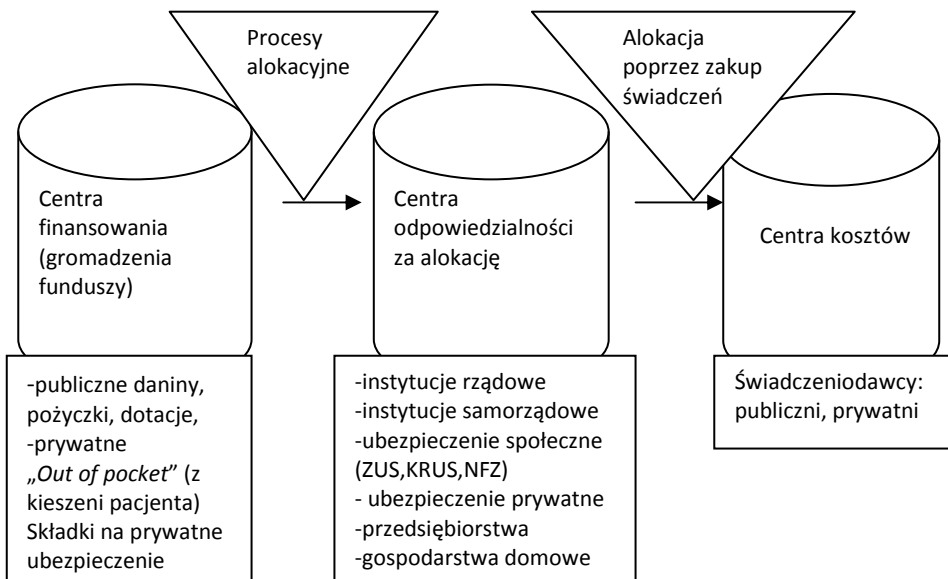 Procesy
alokacyjne
Alokacja
poprzez zakup
świadczeń
Centra
finansowania
(gromadzenia
funduszy)
Centra
odpowiedzialności
za alokację
Centra kosztów
-publiczne daniny,
pożyczki, dotacje,
-prywatne
„Out of pocket” (z
kieszeni pacjenta)
Składki na prywatne
ubezpieczenie
-instytucje rządowe
-instytucje samorządowe
-ubezpieczenie społeczne
(ZUS,KRUS,NFZ)
- ubezpieczenie prywatne
-przedsiębiorstwa
-gospodarstwa domowe
Świadczeniodawcy:
publiczni, prywatni